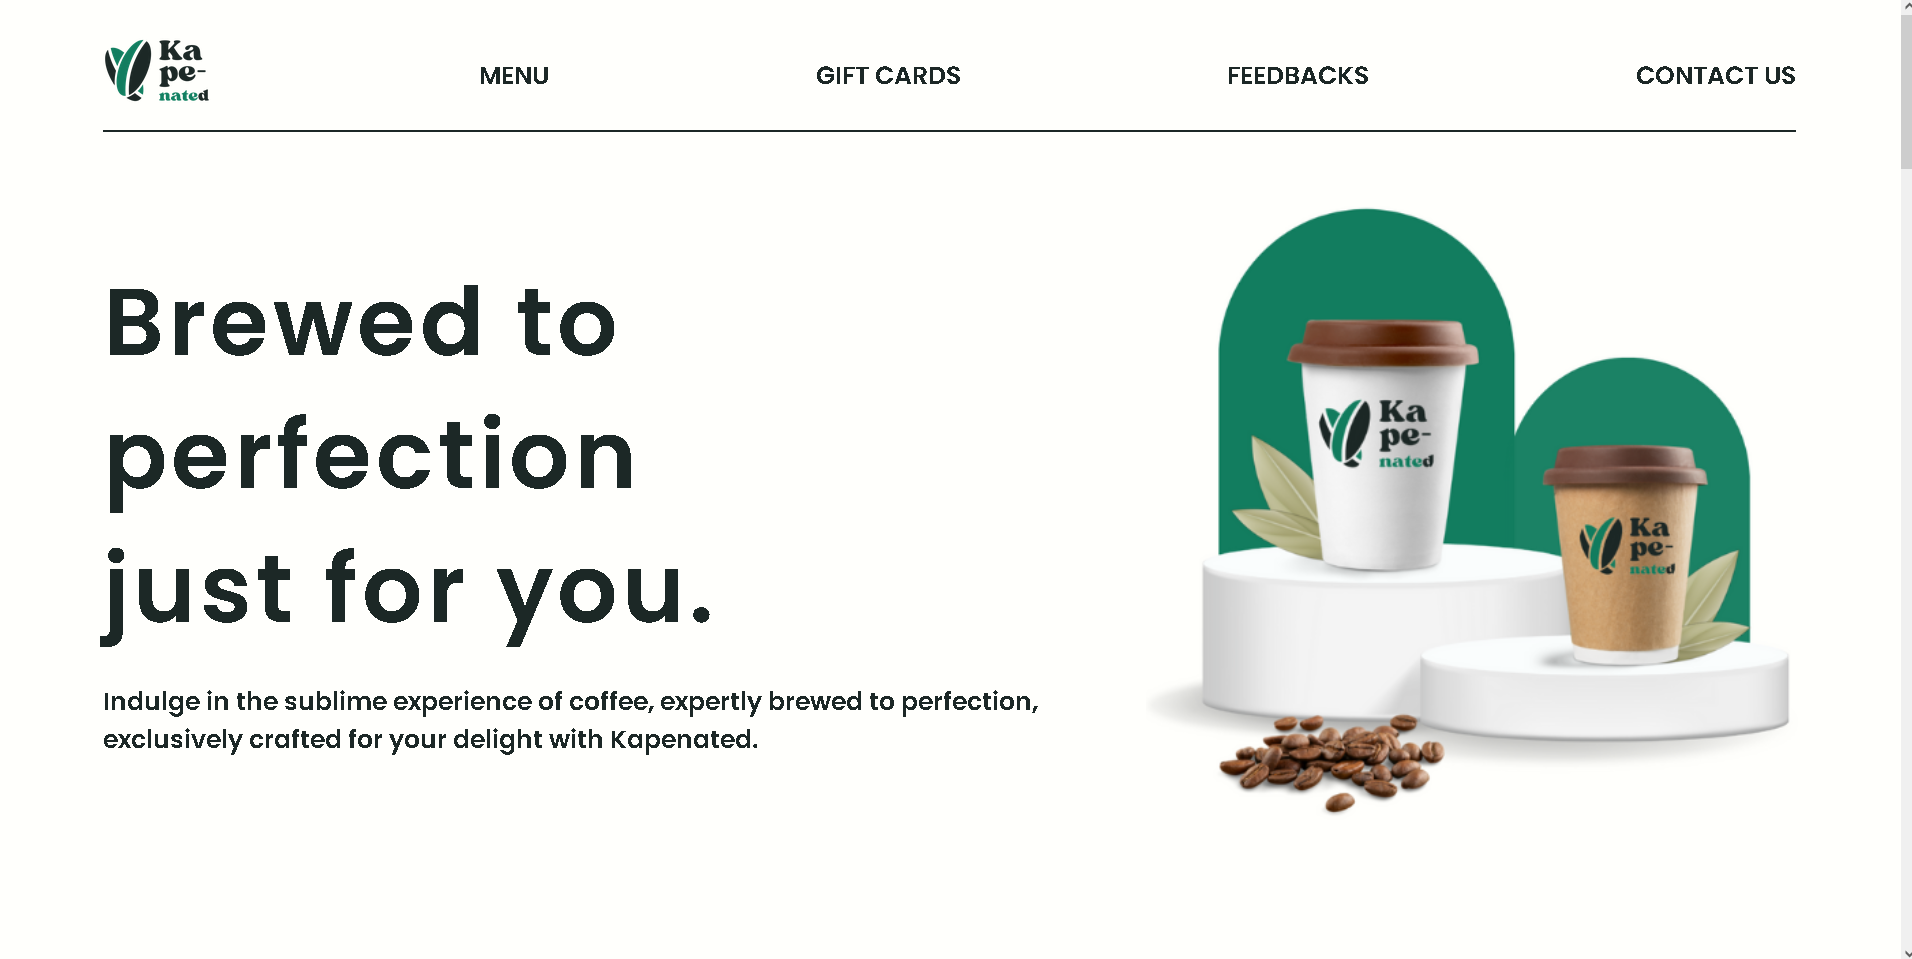 Ka
pe-
nated
MENU
GIFT CARDS
FEEDBACKS
CONTACT US
Brewed to
perfection
just for you.
Indulge in the sublime experience of coffee, expertly brewed to perfection,
exclusively crafted for your delight with Kapenated.
Ka
pe-
nated
Ka
pe-
nated